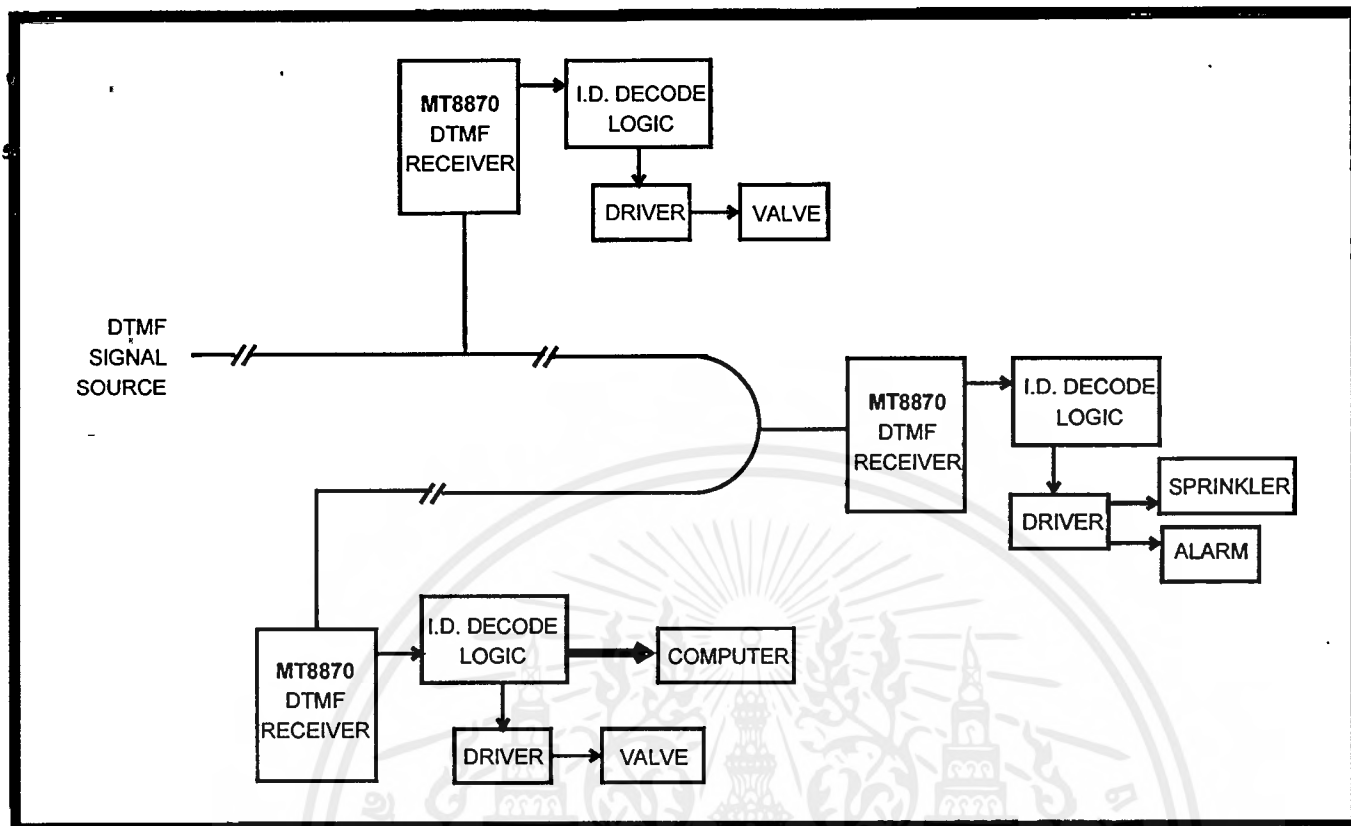 MT8870
DTMF
RECEIVER
I.D. DECODE
LOGIC
DRIVER
VALVE
DTMF
SIGNAL
SOURCE
MT8870
DTMF
RECEIVER
I.D. DECODE
LOGIC
DRIVER
SPRINKLER
ALARM
MT8870
DTMF
RECEIVER
I.D. DECODE
LOGIC
COMPUTER
DRIVER
VALVE